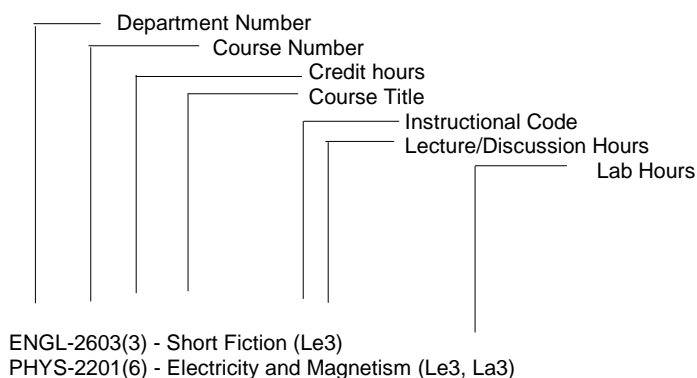 Department Number
Course Number
Credit hours
Course Title
Instructional Code
Lecture/Discussion Hours
Lab Hours
ENGL-2603(3) - Short Fiction (Le3)
PHYS-2201(6) - Electricity and Magnetism (Le3, La3)